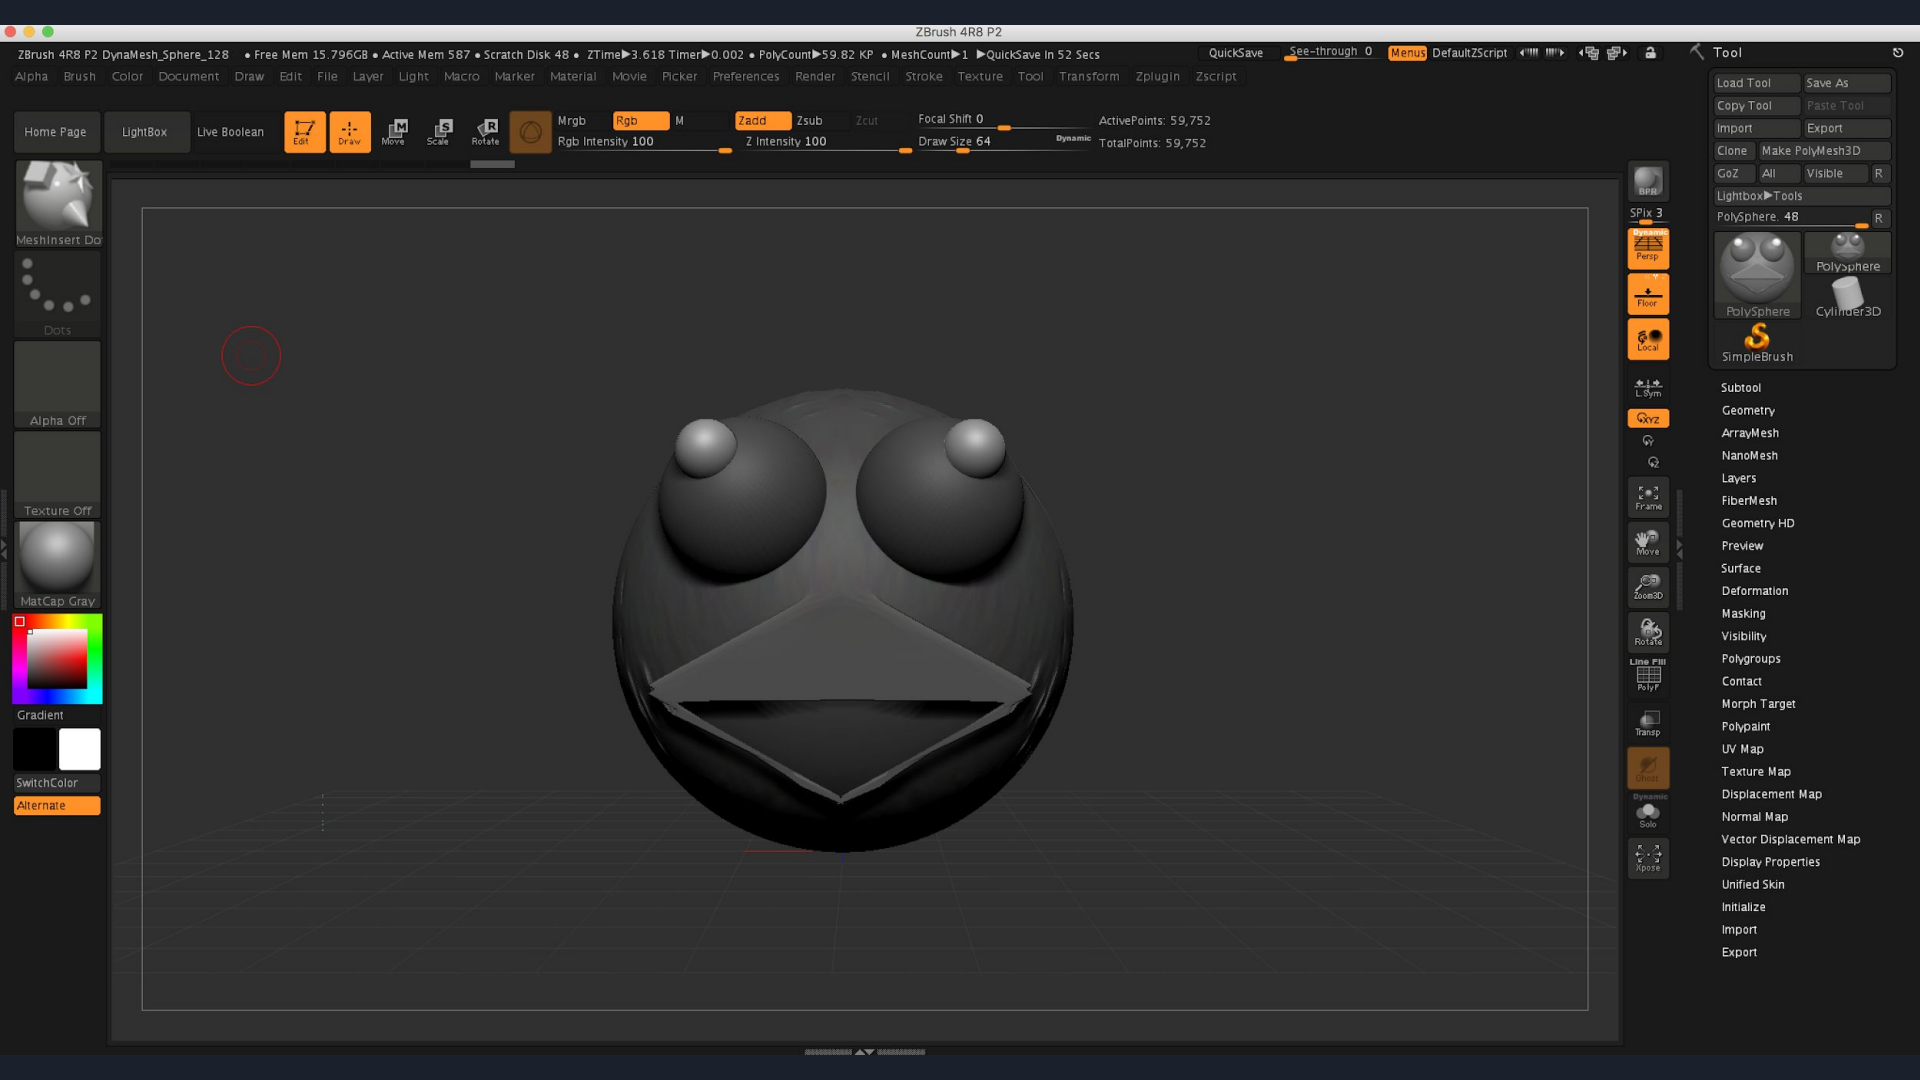 ZBrush 4R8 P2
ZBrush 4R8 P2 DynaMesh_Sphere_128 • Free Mem 15.796GB • Active Mem 587 • Scratch Disk 48 • ZTime▶3.618 Timer▶0.002 • PolyCount▶59.82 KP • MeshCount▶1 ▶QuickSave In 52 Secs QuickSave See-through 0 Menus DefaultZScript
Alpha Brush Color Document Draw Edit File Layer Light Macro Marker Material Movie Picker Preferences Render Stencil Stroke Texture Tool Transform Zplugin Zscript
Home Page LightBox Live Boolean Edit Draw Move Scale Rotate
Mrgb Rgb M Zadd Zsub Zcut Focal Shift 0 ActivePoints: 59,752
Rgb Intensity 100 Z Intensity 100 Draw Size 64 Dynamic TotalPoints: 59,752
MeshInsert Do
Dots
Alpha Off
Texture Off
MatCap Gray
Gradient
SwitchColor
Alternate
BPR
SPix 3
Dynamic
Persp
Floor
Local
L.Sym
XYZ
Y
Z
Frame
Move
Zoom3D
Rotate
Line Fill
PolyF
Transp
Ghost
Dynamic
Solo
Xpose
Tool
Load Tool Save As
Copy Tool Paste Tool
Import Export
Clone Make PolyMesh3D
GoZ All Visible R
Lightbox▶Tools
PolySphere. 48 R
PolySphere
PolySphere Cylinder3D
SimpleBrush
Subtool
Geometry
ArrayMesh
NanoMesh
Layers
FiberMesh
Geometry HD
Preview
Surface
Deformation
Masking
Visibility
Polygroups
Contact
Morph Target
Polypaint
UV Map
Texture Map
Displacement Map
Normal Map
Vector Displacement Map
Display Properties
Unified Skin
Initialize
Import
Export